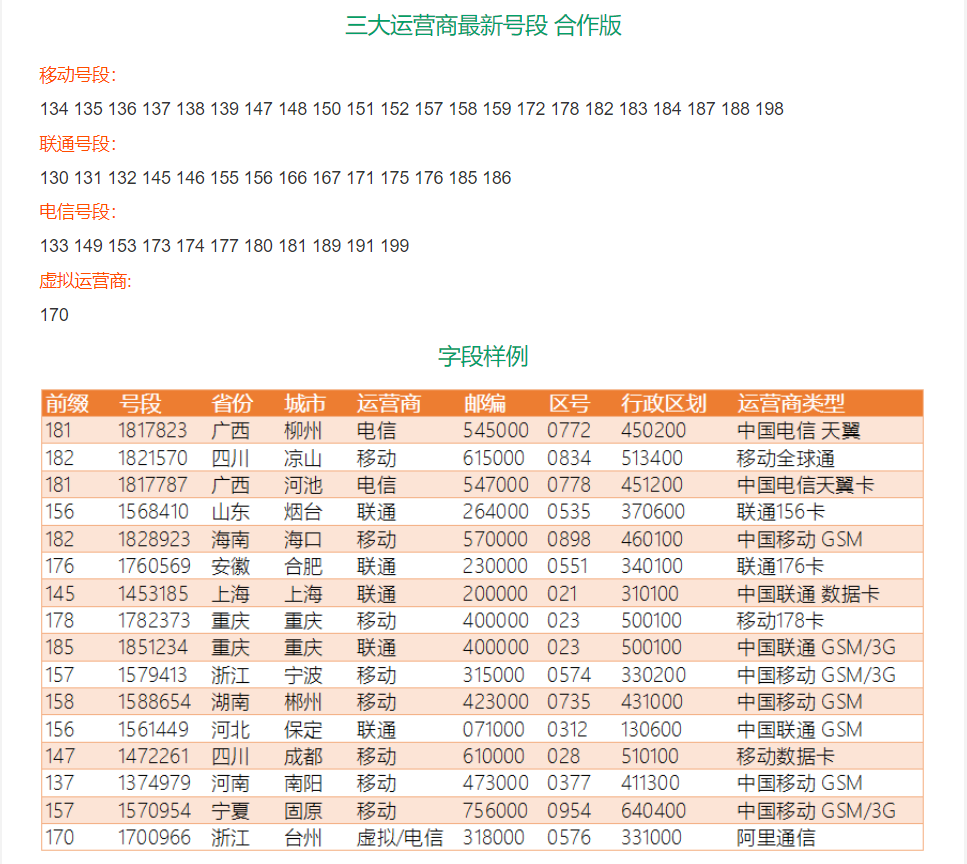 三大运营商最新号段 合作版
移动号段：
134 135 136 137 138 139 147 148 150 151 152 157 158 159 172 178 182 183 184 187 188 198
联通号段：
130 131 132 145 146 155 156 166 167 171 175 176 185 186
电信号段：
133 149 153 173 174 177 180 181 189 191 199
虚拟运营商:
170
字段样例
前缀 号段 省份 城市 运营商 邮编 区号 行政区划 运营商类型
181 1817823 广西 柳州 电信 545000 0772 450200 中国电信 天翼
182 1821570 四川 凉山 移动 615000 0834 513400 移动全球通
181 1817787 广西 河池 电信 547000 0778 451200 中国电信天翼卡
156 1568410 山东 烟台 联通 264000 0535 370600 联通156卡
182 1828923 海南 海口 移动 570000 0898 460100 中国移动 GSM
176 1760569 安徽 合肥 联通 230000 0551 340100 联通176卡
145 1453185 上海 上海 联通 200000 021 310100 中国联通 数据卡
178 1782373 重庆 重庆 移动 400000 023 500100 移动178卡
185 1851234 重庆 重庆 联通 400000 023 500100 中国联通 GSM/3G
157 1579413 浙江 宁波 移动 315000 0574 330200 中国移动 GSM/3G
158 1588654 湖南 郴州 移动 423000 0735 431000 中国移动 GSM
156 1561449 河北 保定 联通 071000 0312 130600 中国联通 GSM
147 1472261 四川 成都 移动 610000 028 510100 移动数据卡
137 1374979 河南 南阳 移动 473000 0377 411300 中国移动 GSM
157 1570954 宁夏 固原 移动 756000 0954 640400 中国移动 GSM/3G
170 1700966 浙江 台州 虚拟/电信 318000 0576 331000 阿里通信